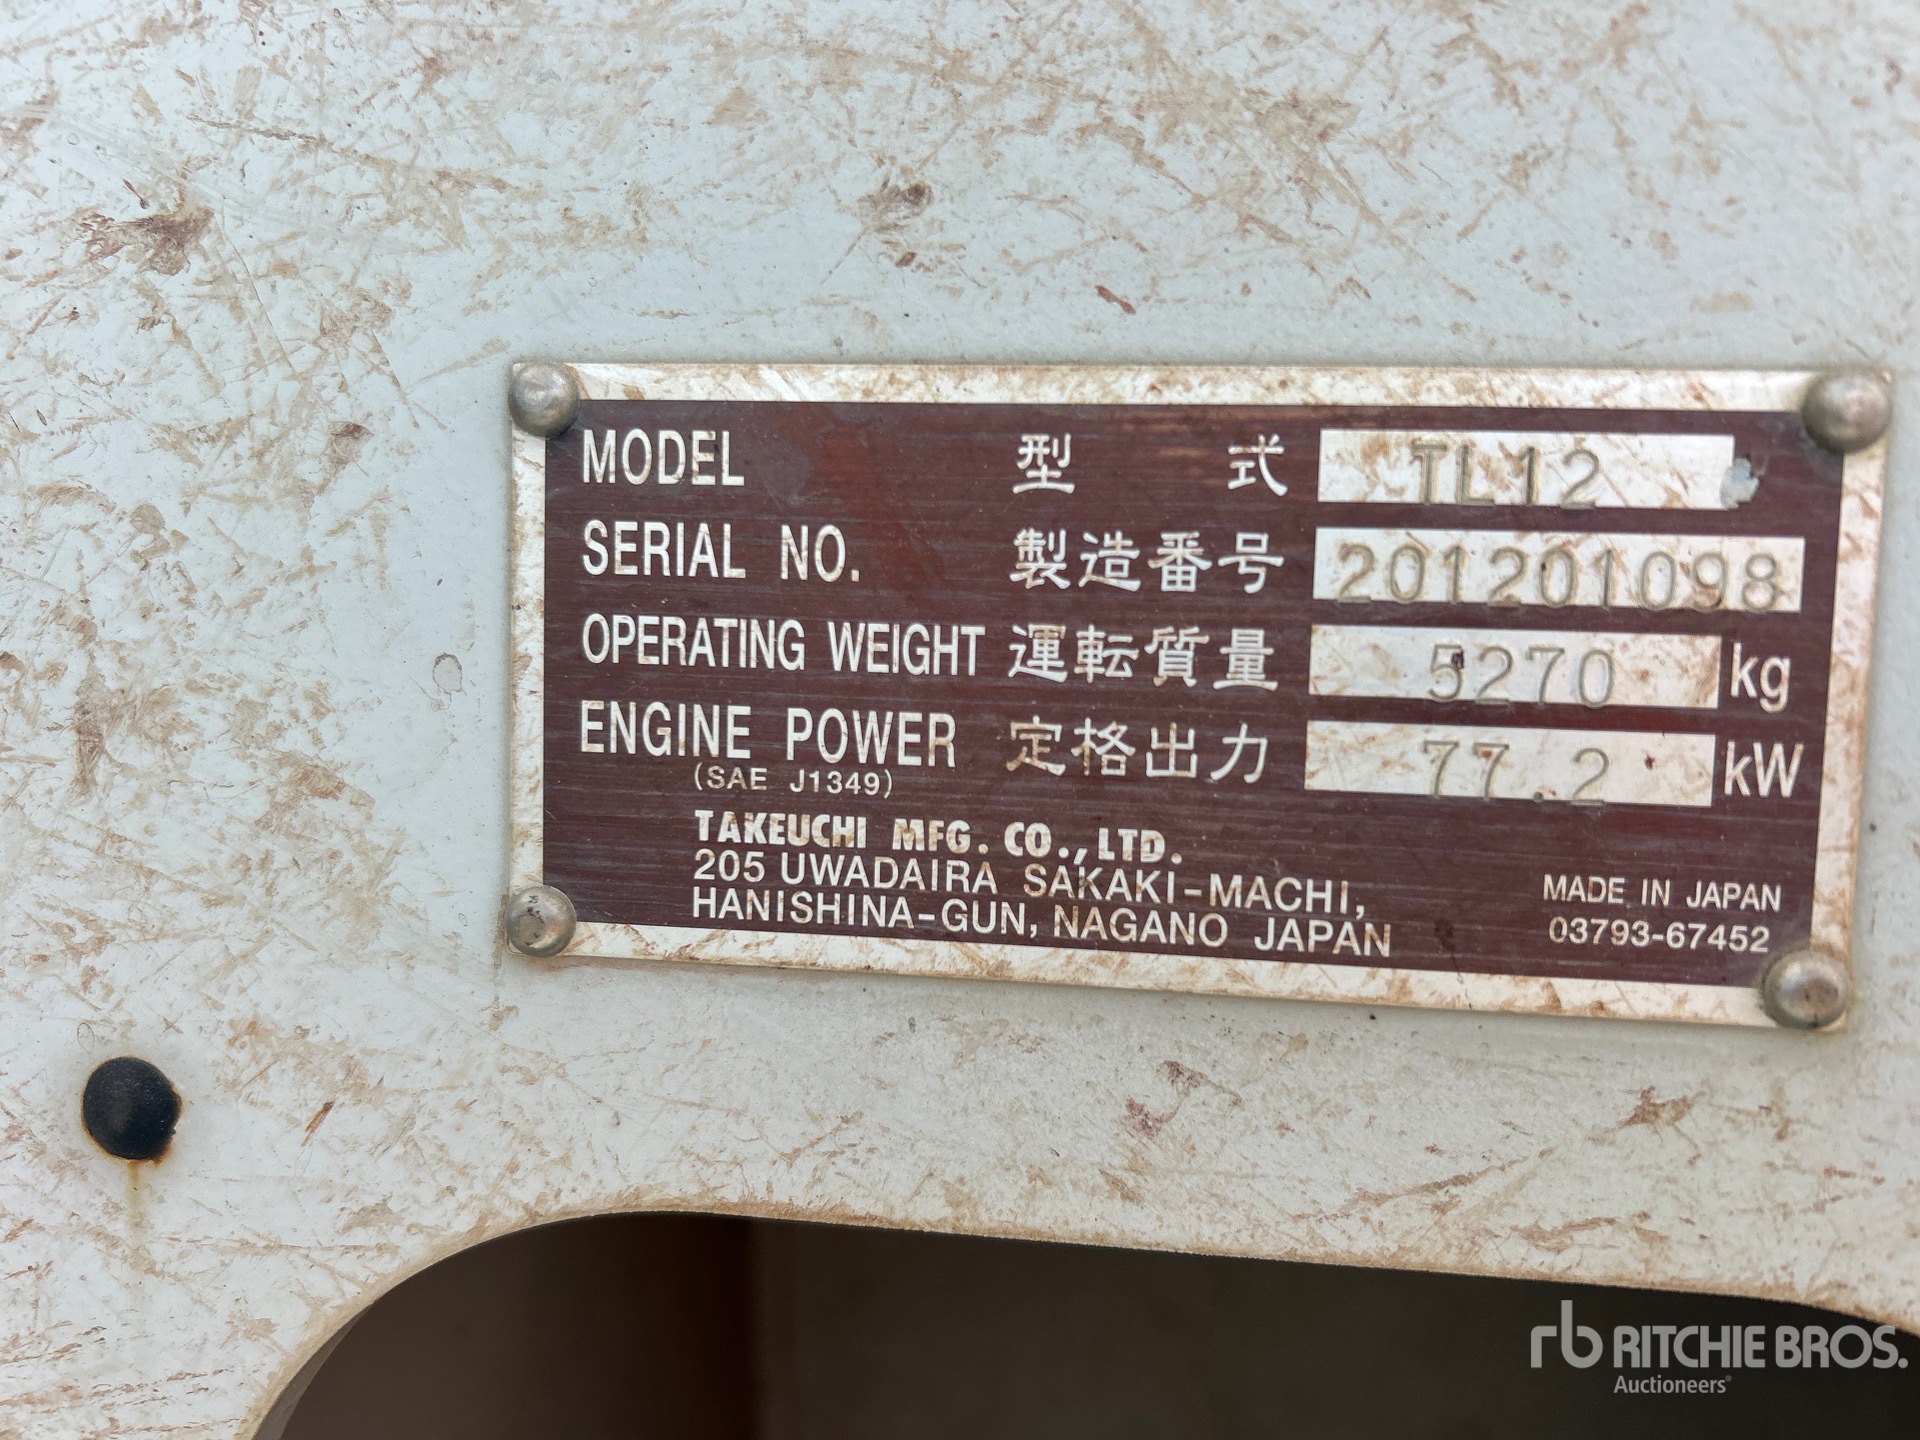 MODEL 型式 TL12
SERIAL NO. 製造番号 201201098
OPERATING WEIGHT 運転質量 5270 kg
ENGINE POWER 定格出力 77.2 kW
(SAE J1349)
TAKEUCHI MFG. CO., LTD.
205 UWADAIRA SAKAKI-MACHI,
HANISHINA-GUN, NAGANO JAPAN
MADE IN JAPAN
03793-67452
rb RITCHIE BROS.
Auctioneers